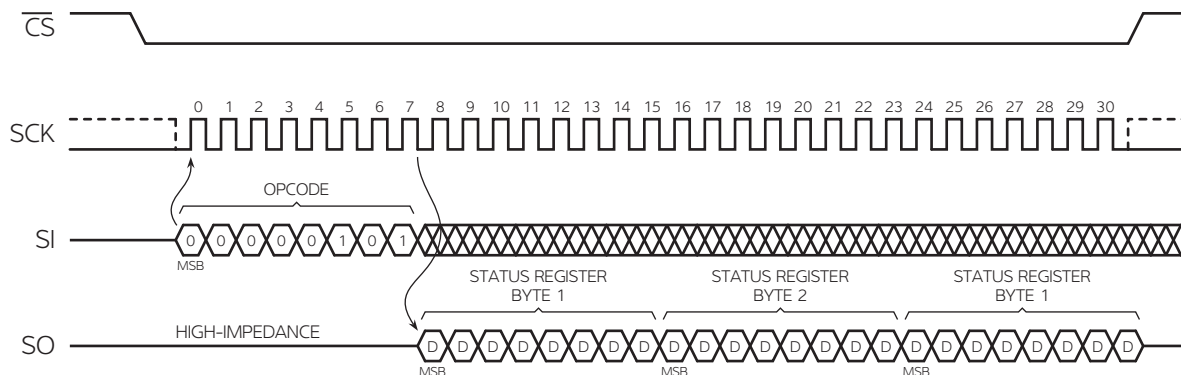 CS
SCK
0 1 2 3 4 5 6 7 8 9 10 11 12 13 14 15 16 17 18 19 20 21 22 23 24 25 26 27 28 29 30
OPCODE
SI
0 0 0 0 0 1 0 1
MSB
STATUS REGISTER
BYTE 1
STATUS REGISTER
BYTE 2
STATUS REGISTER
BYTE 1
HIGH-IMPEDANCE
SO
D D D D D D D D D D D D D D D D D D D D D D D D
MSB MSB MSB